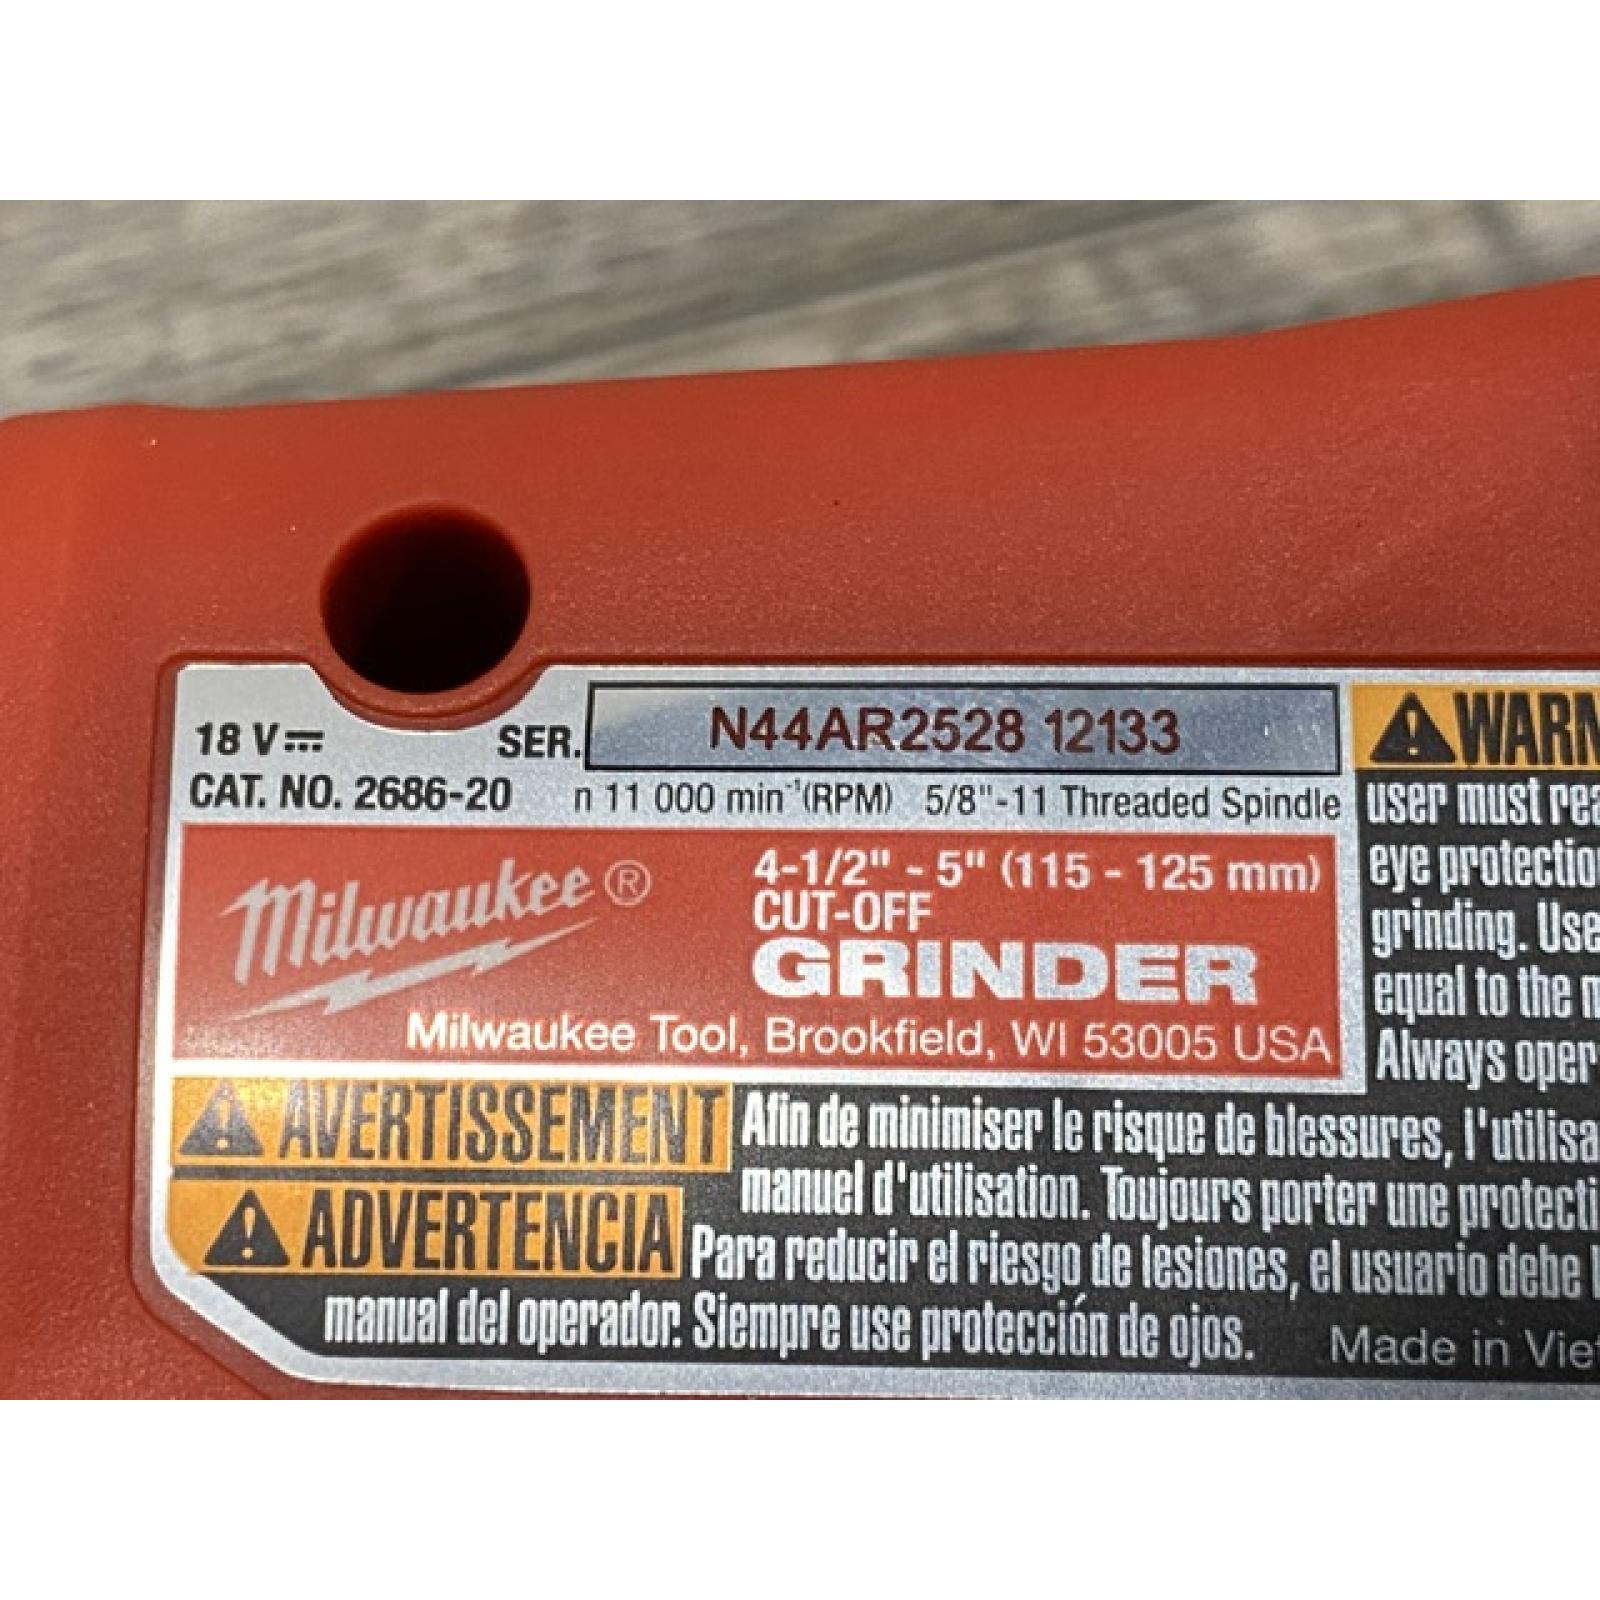 18 V
SER. N44AR2528 12133
CAT. NO. 2686-20
n 11 000 min⁻¹(RPM) 5/8"-11 Threaded Spindle
Milwaukee®
4-1/2" - 5" (115 - 125 mm)
CUT-OFF
GRINDER
Milwaukee Tool, Brookfield, WI 53005 USA
WARN
user must rea
eye protectio
grinding. Use
equal to the
Always oper
AVERTISSEMENT Afin de minimiser le risque de blessures, l'utilisa
manuel d'utilisation. Toujours porter une protecti
ADVERTENCIA Para reducir el riesgo de lesiones, el usuario debe
manual del operador. Siempre use protección de ojos.
Made in Viet